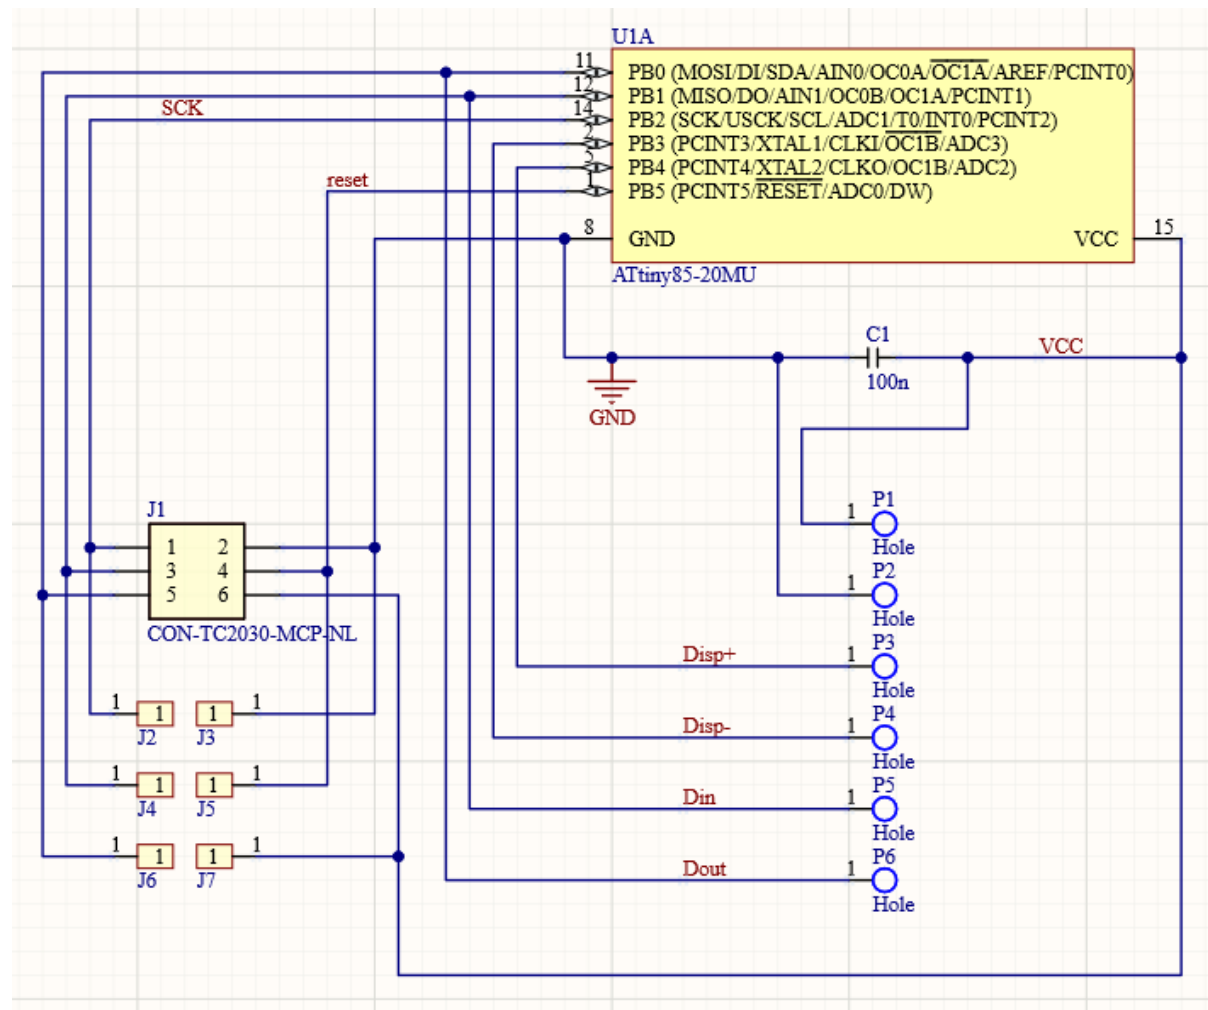 U1A
11
PB0 (MOSI/DI/SDA/AIN0/OC0A/OC1A/AREF/PCINT0)
12
PB1 (MISO/DO/AIN1/OC0B/OC1A/PCINT1)
SCK
14
PB2 (SCK/USCK/SCL/ADC1/T0/INT0/PCINT2)
2
PB3 (PCINT3/XTAL1/CLKI/OC1B/ADC3)
PB4 (PCINT4/XTAL2/CLKO/OC1B/ADC2)
reset
1
PB5 (PCINT5/RESET/ADC0/DW)
8
GND
VCC
15
ATtiny85-20MU
C1
VCC
100n
GND
J1
1 2
3 4
5 6
CON-TC2030-MCP-NL
1 P1
Hole
1 P2
Hole
Disp+ 1 P3
Hole
1 1 1 1
J2 J3
Disp- 1 P4
Hole
1 1 1 1
J4 J5
Din 1 P5
Hole
1 1 1 1
J6 J7
Dout 1 P6
Hole